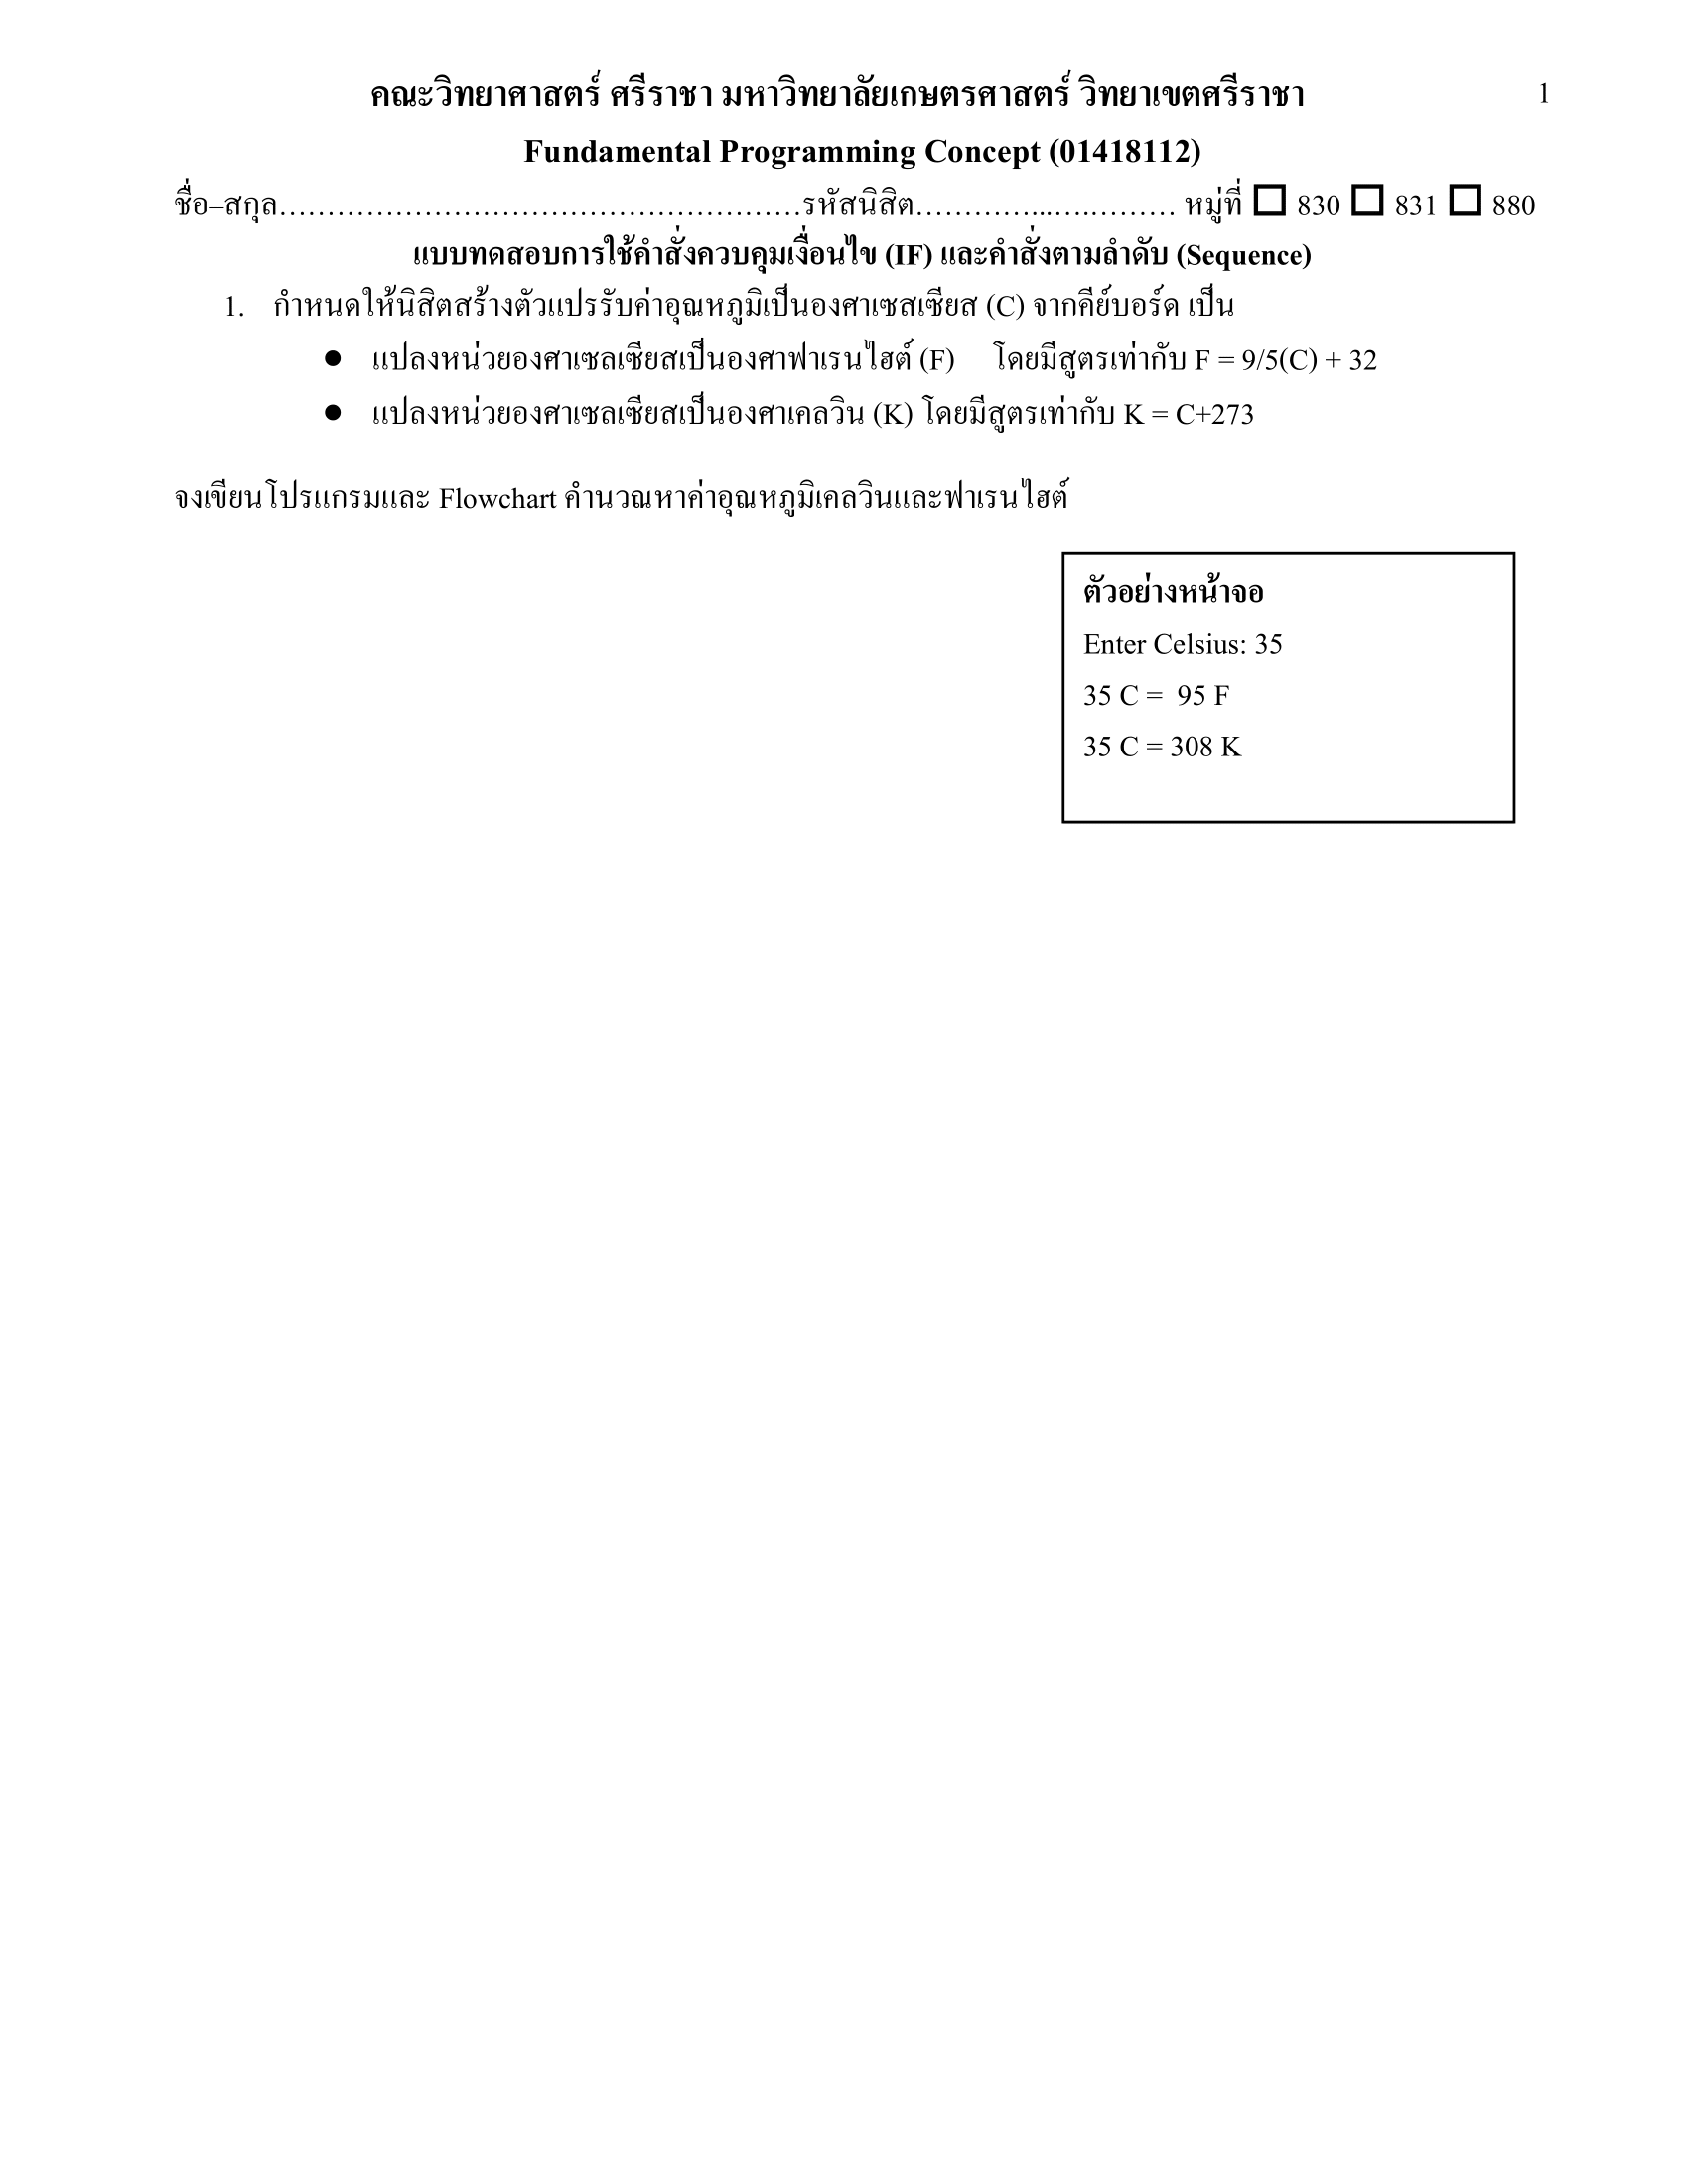 คณะวิทยาศาสตร์ ศรีราชา มหาวิทยาลัยเกษตรศาสตร์ วิทยาเขตศรีราชา 1
Fundamental Programming Concept (01418112)
ชื่อ–สกุล………………………………………………รหัสนิสิต…………...…..……… หมู่ที่ ☐ 830 ☐ 831 ☐ 880
แบบทดสอบการใช้คำสั่งควบคุมเงื่อนไข (IF) และคำสั่งตามลำดับ (Sequence)
1. กำหนดให้นิสิตสร้างตัวแปรรับค่าอุณหภูมิเป็นองศาเซสเซียส (C) จากคีย์บอร์ด เป็น
● แปลงหน่วยองศาเซลเซียสเป็นองศาฟาเรนไฮต์ (F) โดยมีสูตรเท่ากับ F = 9/5(C) + 32
● แปลงหน่วยองศาเซลเซียสเป็นองศาเคลวิน (K) โดยมีสูตรเท่ากับ K = C+273
จงเขียนโปรแกรมและ Flowchart คำนวณหาค่าอุณหภูมิเคลวินและฟาเรนไฮต์
ตัวอย่างหน้าจอ
Enter Celsius: 35
35 C =  95 F
35 C = 308 K